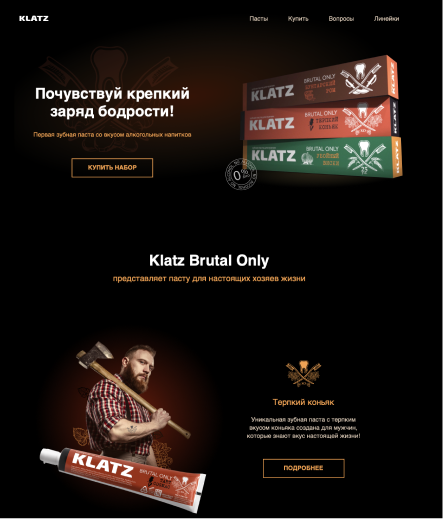 KLATZ
Пасты Купить Вопросы Линейки
Почувствуй крепкий
заряд бодрости!
Первая зубная паста со вкусом алкогольных напитков
КУПИТЬ НАБОР
KLATZ BRUTAL ONLY
KLATZ BRUTAL ONLY
KLATZ BRUTAL ONLY
Klatz Brutal Only
представляет пасту для настоящих хозяев жизни
KLATZ BRUTAL ONLY
Терпкий коньяк
Уникальная зубная паста с терпким
вкусом коньяка создана для мужчин,
которые знают вкус настоящей жизни!
ПОДРОБНЕЕ